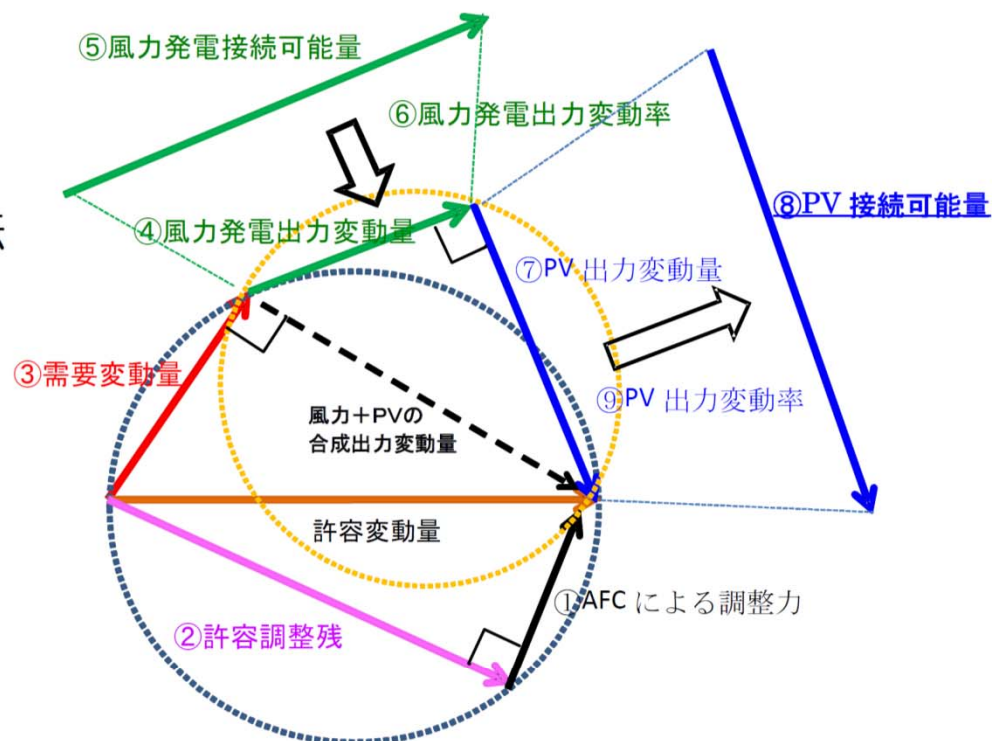 ⑤風力発電接続可能量
⑥風力発電出力変動率
⑧PV 接続可能量
④風力発電出力変動量
⑦PV 出力変動量
③需要変動量
⑨PV 出力変動率
風力＋PVの
合成出力変動量
許容変動量
①AFC による調整力
②許容調整残